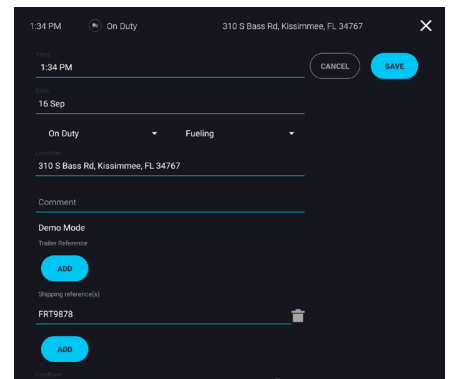 1:34 PM On Duty 310 S Bass Rd, Kissimmee, FL 34767
Time
1:34 PM
CANCEL
SAVE
Date
16 Sep
On Duty Fueling
Location
310 S Bass Rd, Kissimmee, FL 34767
Comment
Demo Mode
Trailer Reference
ADD
Shipping reference(s)
FRT9878
ADD